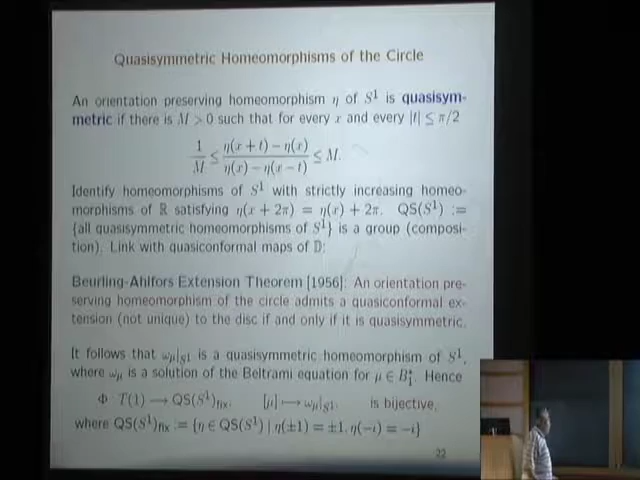 Quasisymmetric Homeomorphisms of the Circle
An orientation preserving homeomorphism η of S¹ is quasisym-
metric if there is M > 0 such that for every x and every |t| ≤ π/2
1/M ≤ (η(x + t) − η(x))/(η(x) − η(x − t)) ≤ M.
Identify homeomorphisms of S¹ with strictly increasing homeo-
morphisms of ℝ satisfying η(x + 2π) = η(x) + 2π. QS(S¹) :=
{all quasisymmetric homeomorphisms of S¹} is a group (composi-
tion). Link with quasiconformal maps of 𝔻:
Beurling-Ahlfors Extension Theorem [1956]: An orientation pre-
serving homeomorphism of the circle admits a quasiconformal ex-
tension (not unique) to the disc if and only if it is quasisymmetric.
It follows that ω_μ|_S¹ is a quasisymmetric homeomorphism of S¹,
where ω_μ is a solution of the Beltrami equation for μ ∈ B₁*. Hence
Φ T(1) ⟶ QS(S¹)_fix, [μ] ⟼ ω_μ|_S¹, is bijective,
where QS(S¹)_fix := {η ∈ QS(S¹) | η(±1) = ±1, η(−i) = −i}
22